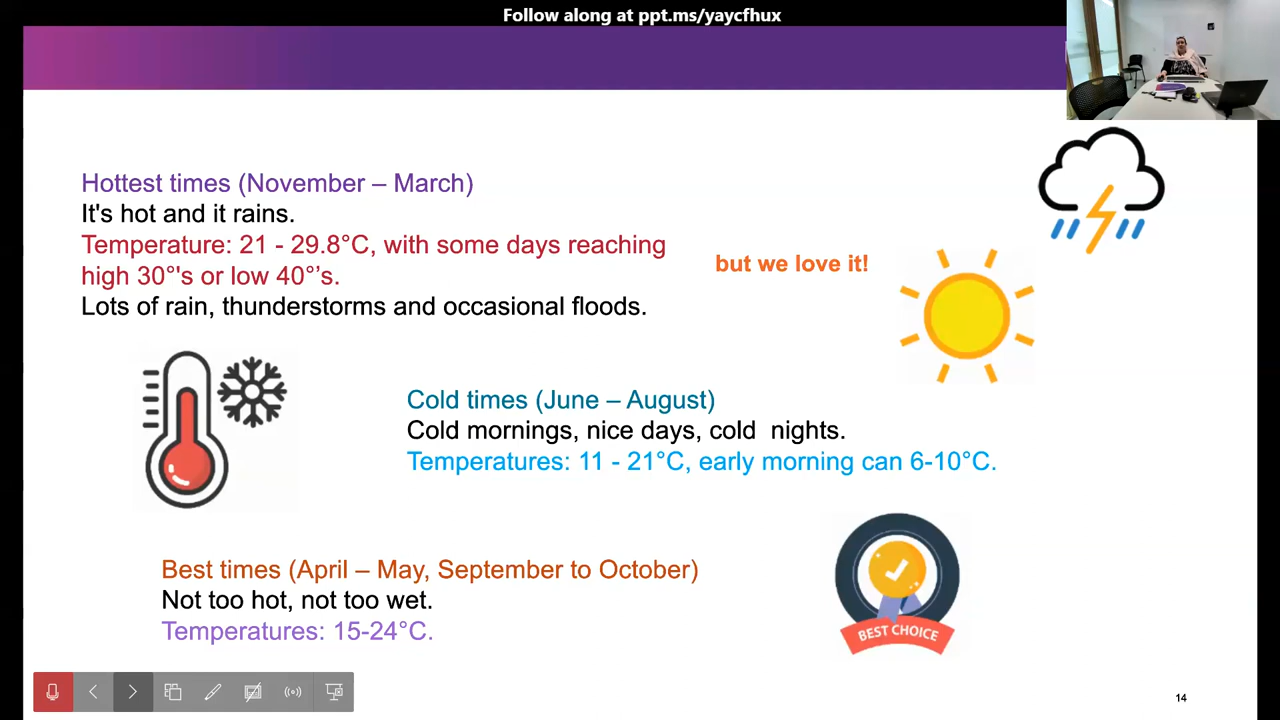 Follow along at ppt.ms/yaycfhux
Hottest times (November – March)
It's hot and it rains.
Temperature: 21 - 29.8°C, with some days reaching
high 30°'s or low 40°’s.
Lots of rain, thunderstorms and occasional floods.
but we love it!
Cold times (June – August)
Cold mornings, nice days, cold  nights.
Temperatures: 11 - 21°C, early morning can 6-10°C.
Best times (April – May, September to October)
Not too hot, not too wet.
Temperatures: 15-24°C.
BEST CHOICE
14